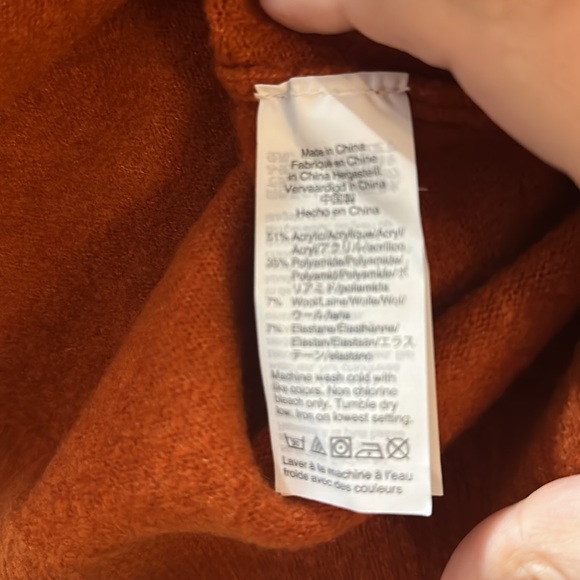 Made in China
Fabriqué en Chine
in China Hergestellt
Vervaardigd in China
中国製
Hecho en China
51% Acrylic/Acrylique/Acryl/
Acryl/アクリル/acrílico
35% Polyamide/Polyamide/
Polyamid/Polyamide/ポ
リアミド/poliamida
7% Wool/Laine/Wolle/Wol/
ウール/lana
7% Elastane/Élasthanne/
Elastan/Elastaan/エラス
テーン/elastano
Machine wash cold with
like colors. Non chlorine
bleach only. Tumble dry
low. Iron on lowest setting.
Laver à la machine à l'eau
froide avec des couleurs